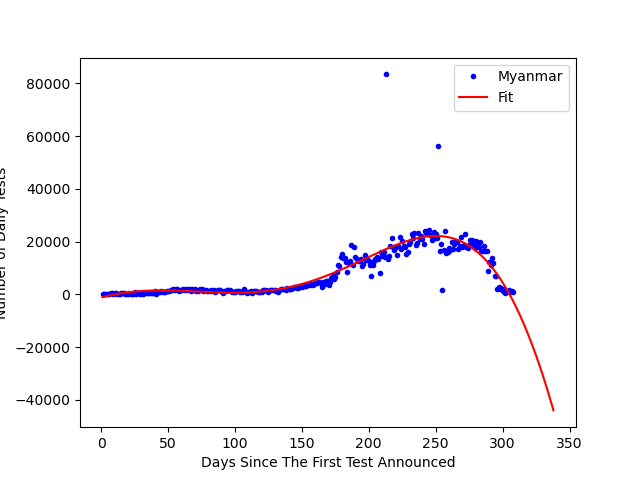 Myanmar
Fit
80000
60000
40000
20000
0
−20000
−40000
Number of Daily Tests
0 50 100 150 200 250 300 350
Days Since The First Test Announced